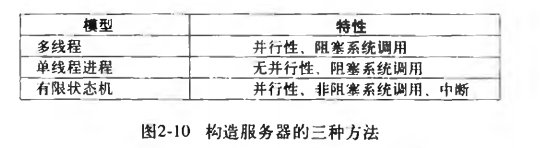 模型 特性
多线程 并行性、阻塞系统调用
单线程进程 无并行性、阻塞系统调用
有限状态机 并行性、非阻塞系统调用、中断
图2-10 构造服务器的三种方法